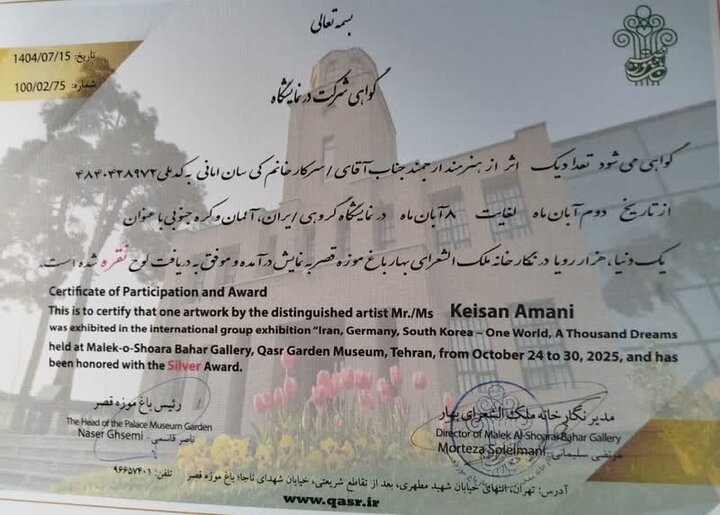 بسمه تعالی
تاریخ: 1404/07/15
شماره: 100/02/75
گواهی شرکت در نمایشگاه
گواهی می شود تعداد یک اثر از هنرمند ارجمند جناب آقای / سرکار خانم کی سان امانی به کد ملی ۴۸۴۰۴۳۸۹۷۲
از تاریخ دوم آبان ماه لغایت ۸ آبان ماه در نمایشگاه گروهی / ایران، آلمان و کره جنوبی با عنوان
یک دنیا، هزار رویا در نگارخانه ملک الشعرای بهار باغ موزه قصر به نمایش درآمده و موفق به دریافت لوح نقره شده است.
Certificate of Participation and Award
This is to certify that one artwork by the distinguished artist Mr./Ms Keisan Amani
was exhibited in the international group exhibition "Iran, Germany, South Korea – One World, A Thousand Dreams
held at Malek-o-Shoara Bahar Gallery, Qasr Garden Museum, Tehran, from October 24 to 30, 2025, and has
been honored with the Silver Award.
رئیس باغ موزه قصر
The Head of the Palace Museum Garden
Naser Ghsemi ناصر قاسمی
مدیر نگارخانه ملک الشعرای بهار
Director of Malek Al-Shoarai Bahar Gallery
Morteza Soleimani مرتضی سلیمانی
آدرس: تهران، انتهای خیابان شهید مطهری، بعد از تقاطع شریعتی، خیابان شهدای ناجا؛ باغ موزه قصر تلفن: ۹۶۶۵۷۴۰۱
www.qasr.ir